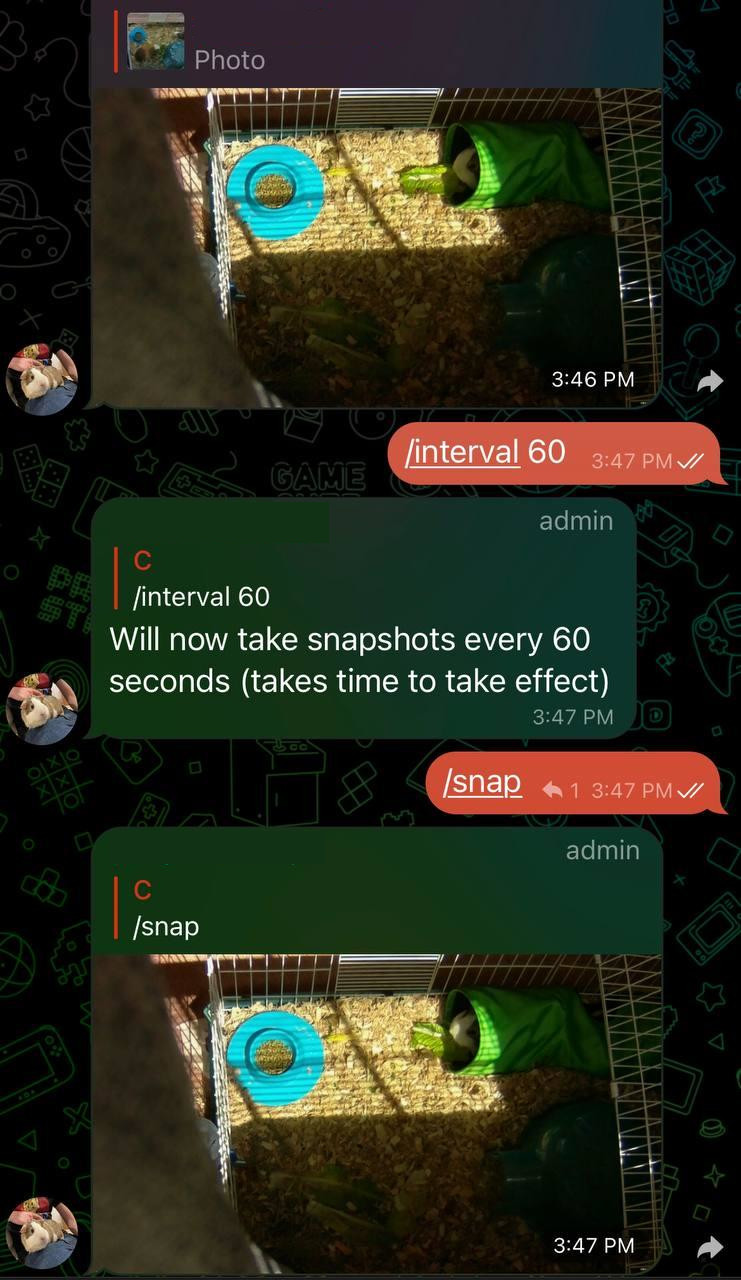 Photo
3:46 PM
/interval 60 3:47 PM
GAME
admin
C
/interval 60
Will now take snapshots every 60
seconds (takes time to take effect)
3:47 PM
/snap 1 3:47 PM
admin
C
/snap
3:47 PM